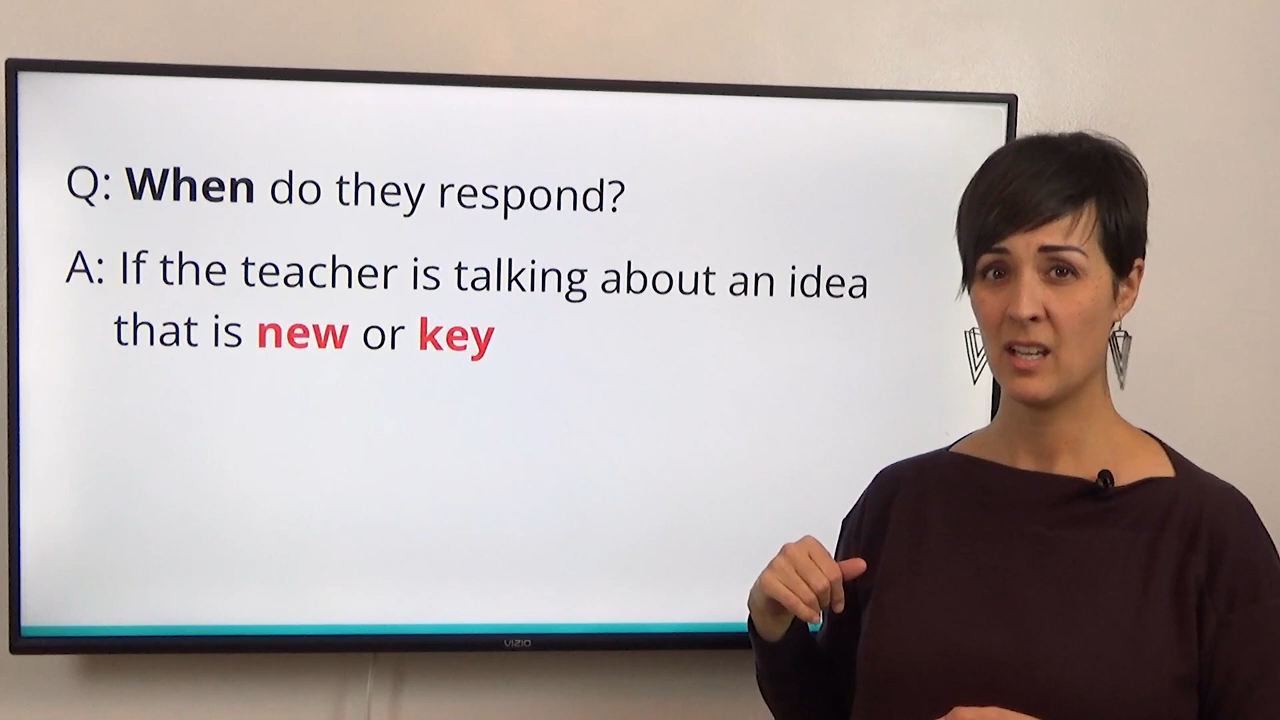 Q: When do they respond?
A: If the teacher is talking about an idea
that is new or key
VIZIO